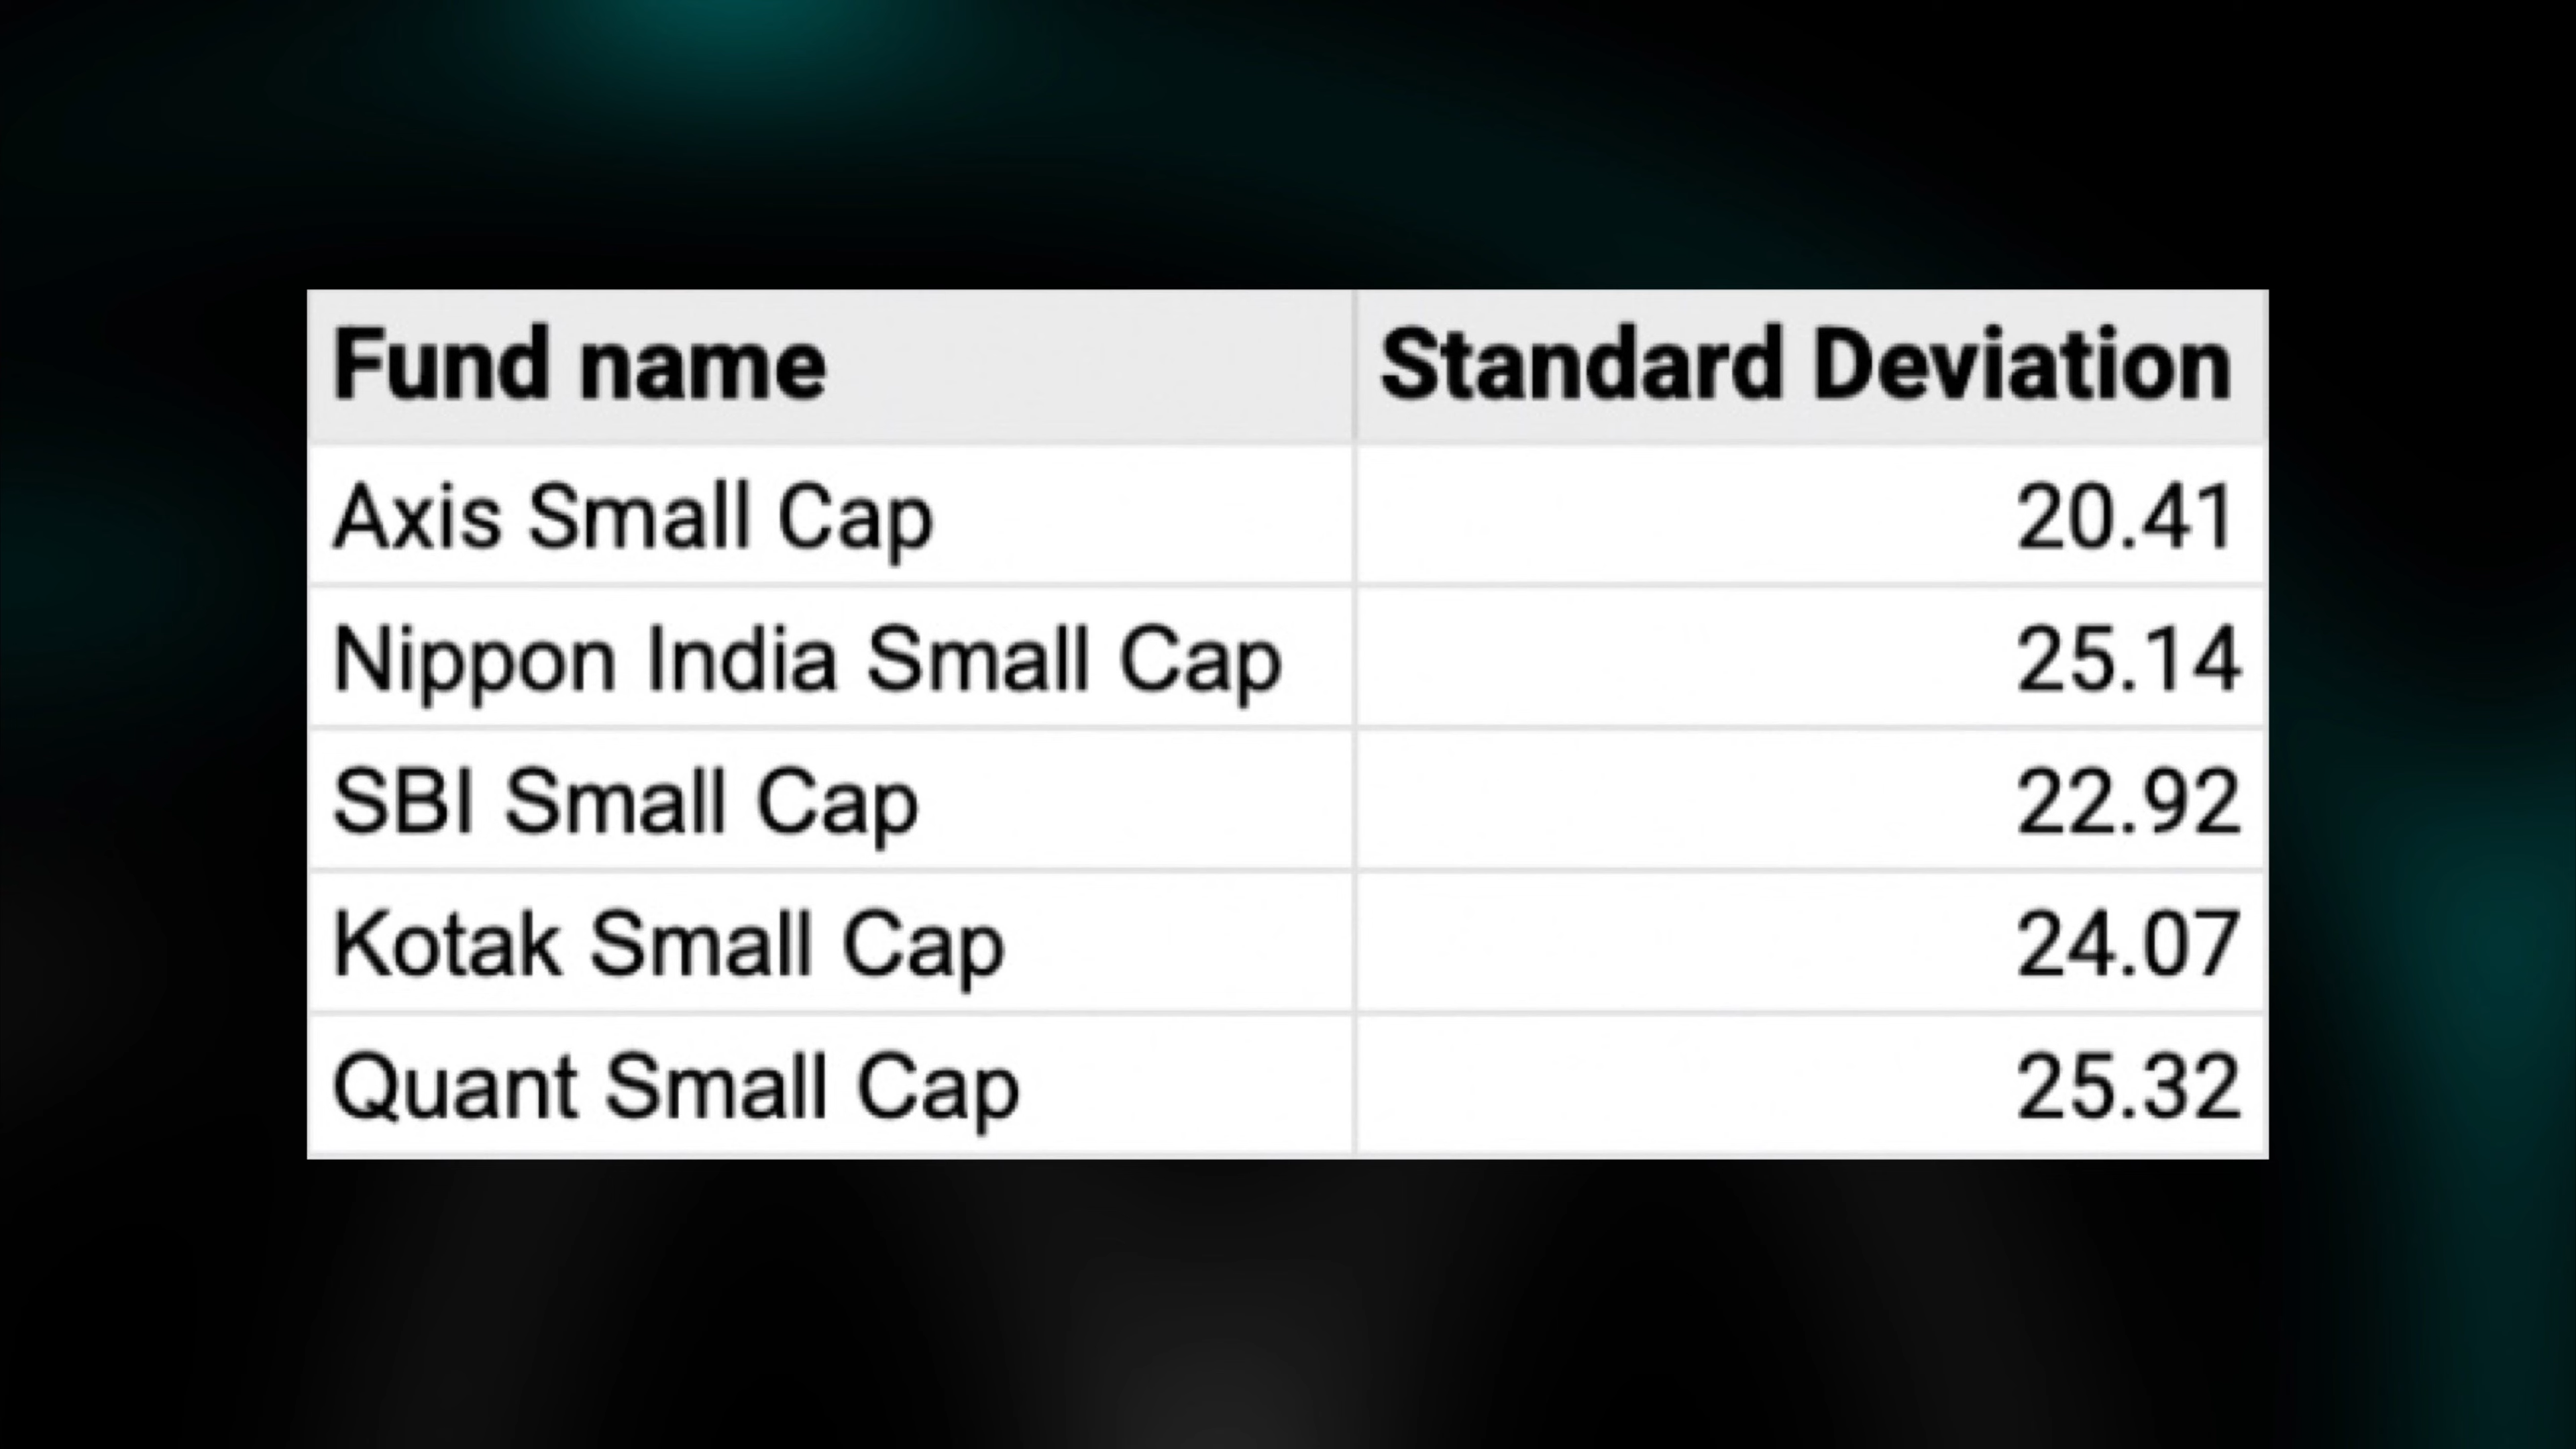 Fund name Standard Deviation
Axis Small Cap 20.41
Nippon India Small Cap 25.14
SBI Small Cap 22.92
Kotak Small Cap 24.07
Quant Small Cap 25.32